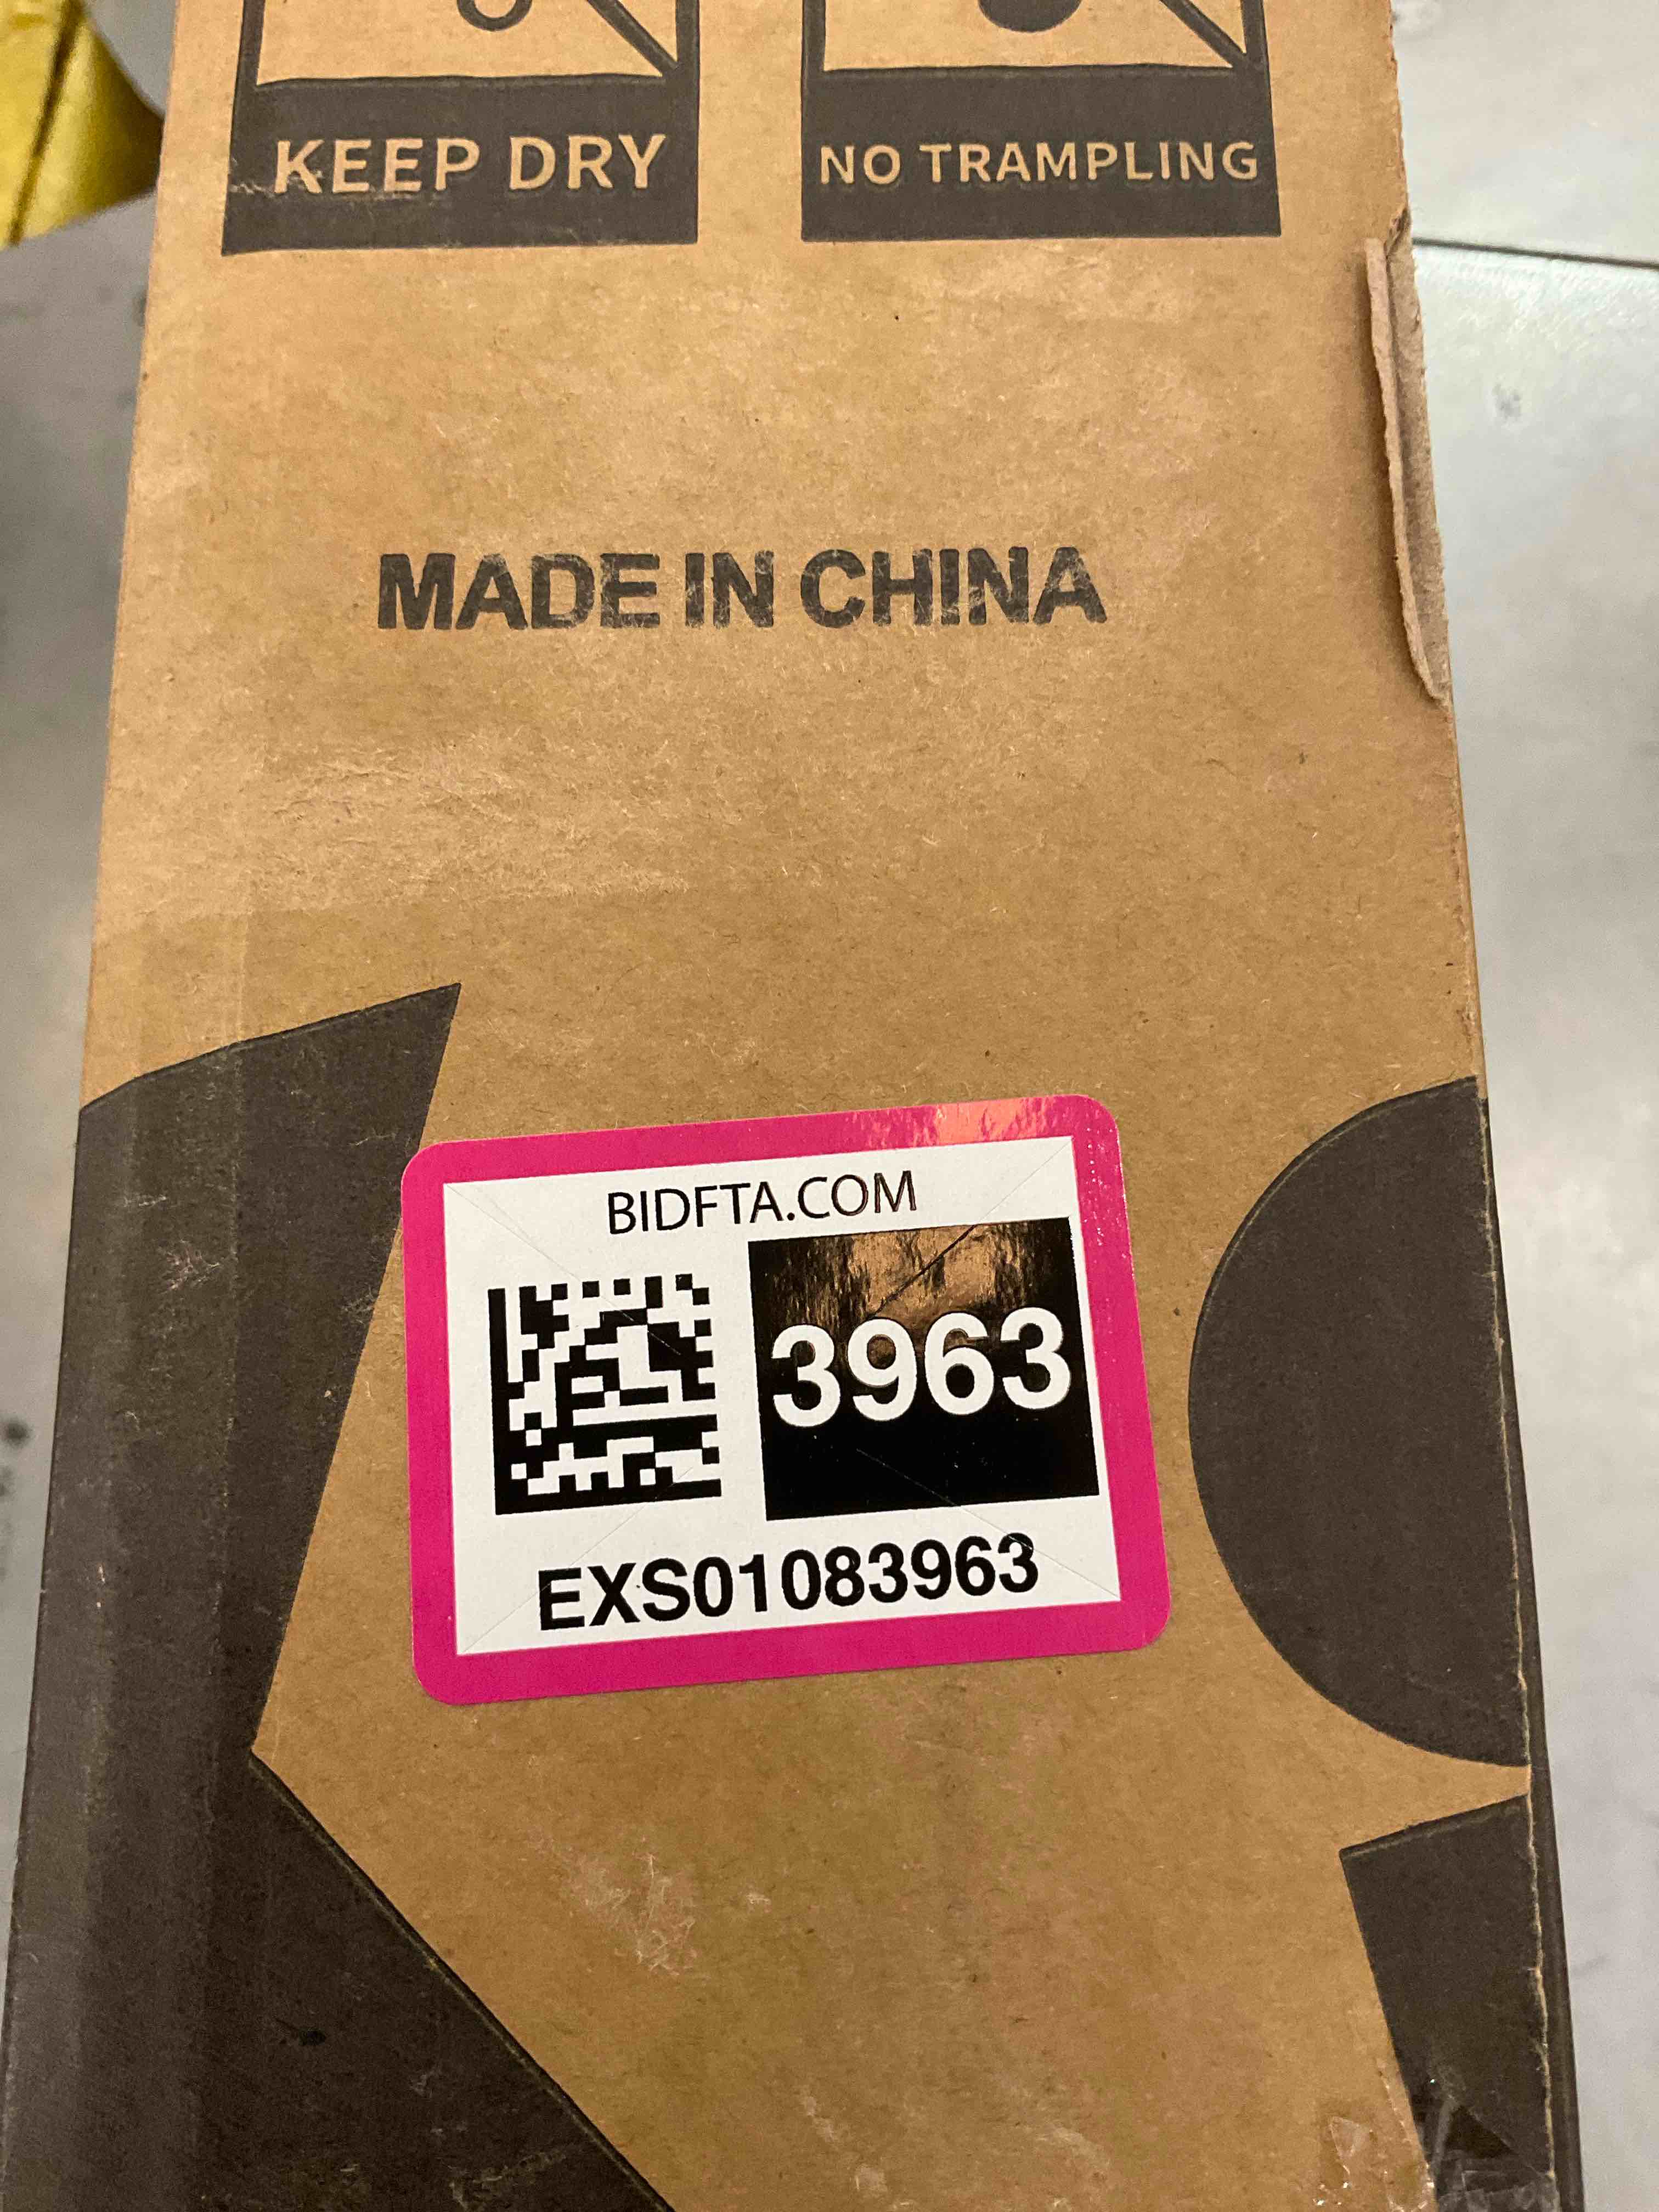 KEEP DRY
NO TRAMPLING
MADE IN CHINA
BIDFTA.COM
3963
EXS01083963